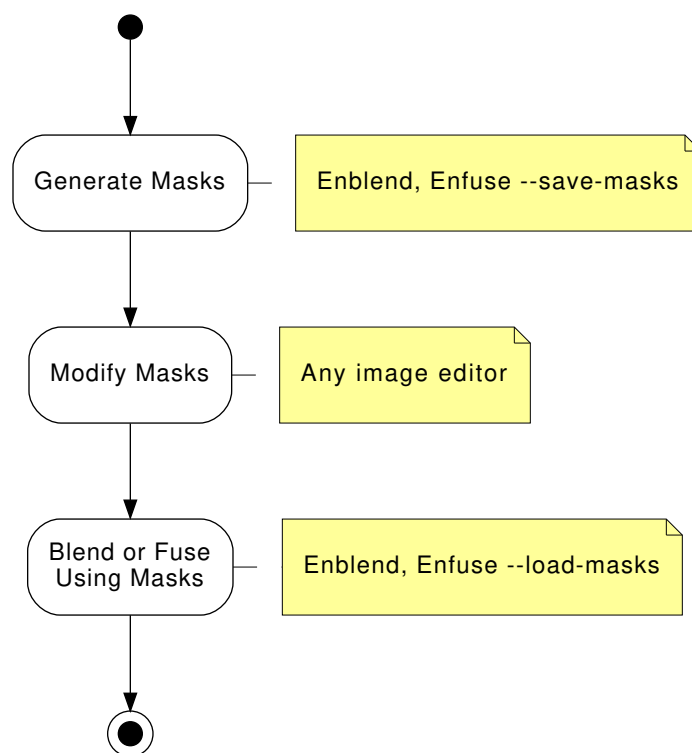 Generate Masks
Enblend, Enfuse --save-masks
Modify Masks
Any image editor
Blend or Fuse
Using Masks
Enblend, Enfuse --load-masks